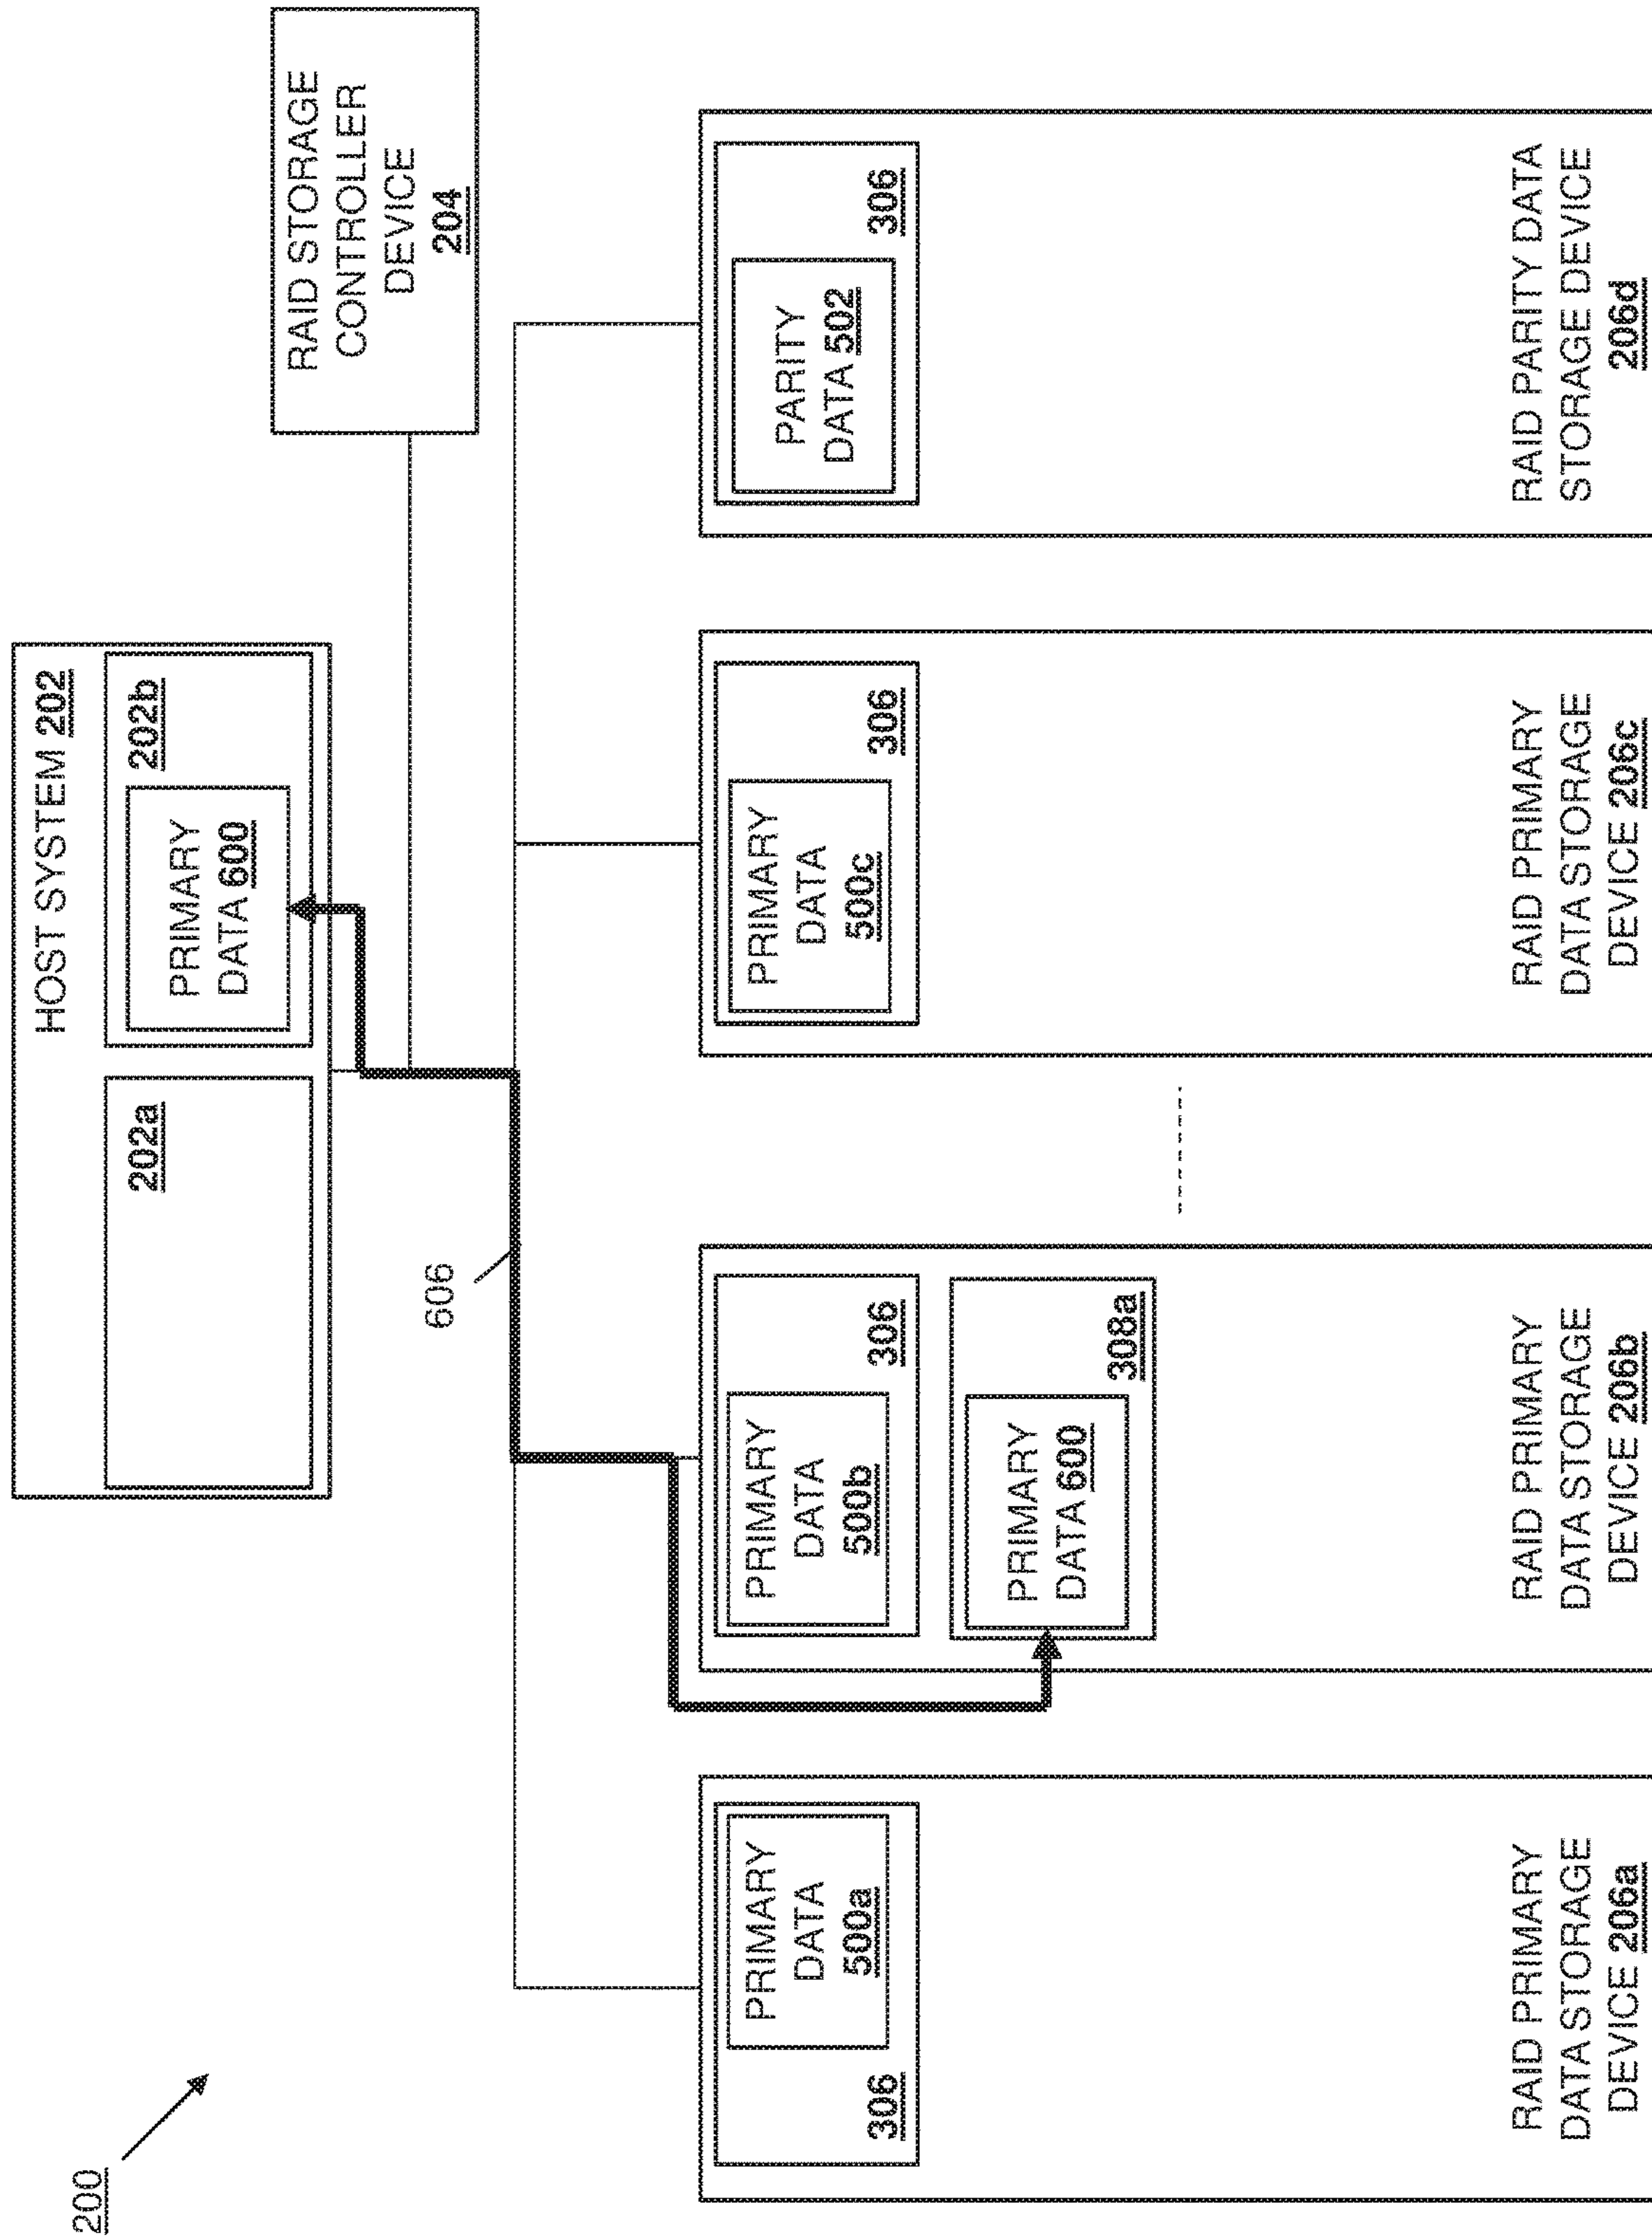 200
HOST SYSTEM 202
202a
202b
PRIMARY
DATA 600
RAID STORAGE
CONTROLLER
DEVICE
204
606
306
PRIMARY
DATA
500a
RAID PRIMARY
DATA STORAGE
DEVICE 206a
PRIMARY
DATA
500b
306
PRIMARY
DATA 600
308a
RAID PRIMARY
DATA STORAGE
DEVICE 206b
PRIMARY
DATA
500c
306
RAID PRIMARY
DATA STORAGE
DEVICE 206c
PARITY
DATA 502
306
RAID PARITY DATA
STORAGE DEVICE
206d